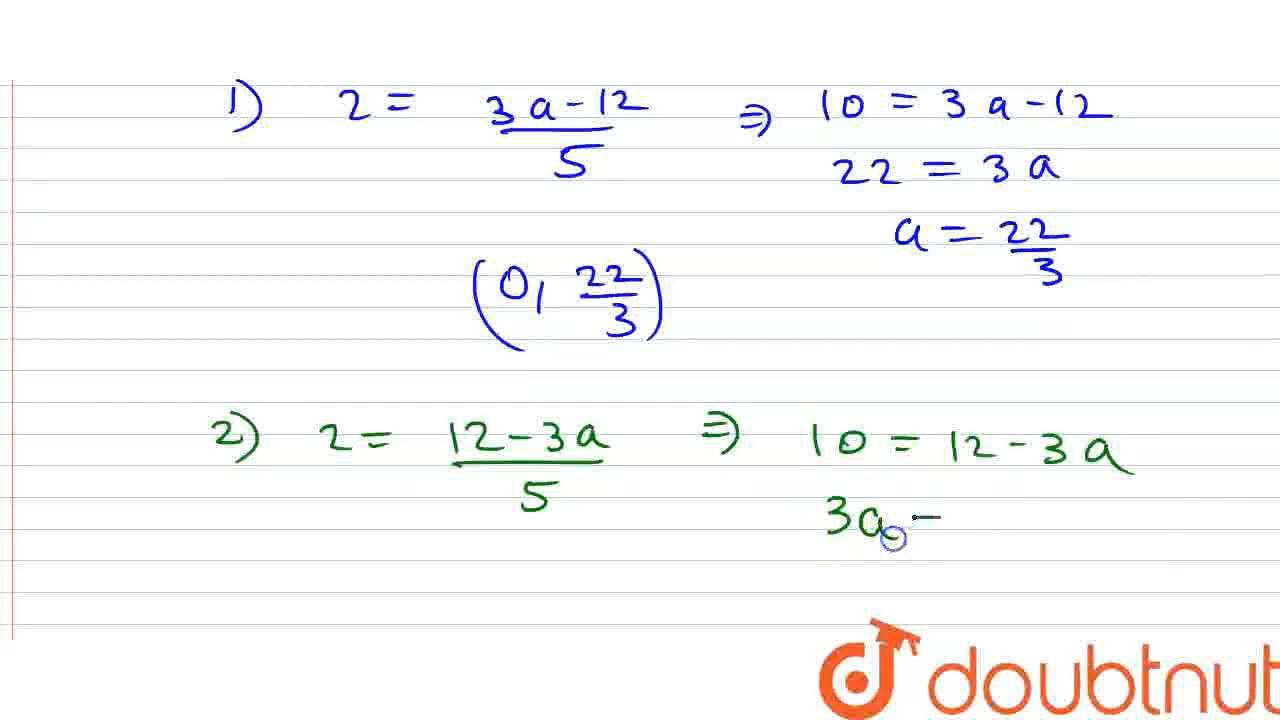 1) 2 = (3a - 12)/5 ⇒ 10 = 3a - 12
22 = 3a
a = 22/3
(0, 22/3)
2) 2 = (12 - 3a)/5 ⇒ 10 = 12 - 3a
3a -
doubtnut